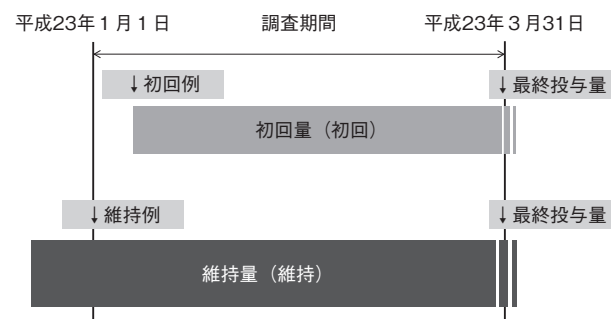 平成23年1月1日 調査期間 平成23年3月31日
↓初回例 ↓最終投与量
初回量（初回）
↓維持例 ↓最終投与量
維持量（維持）